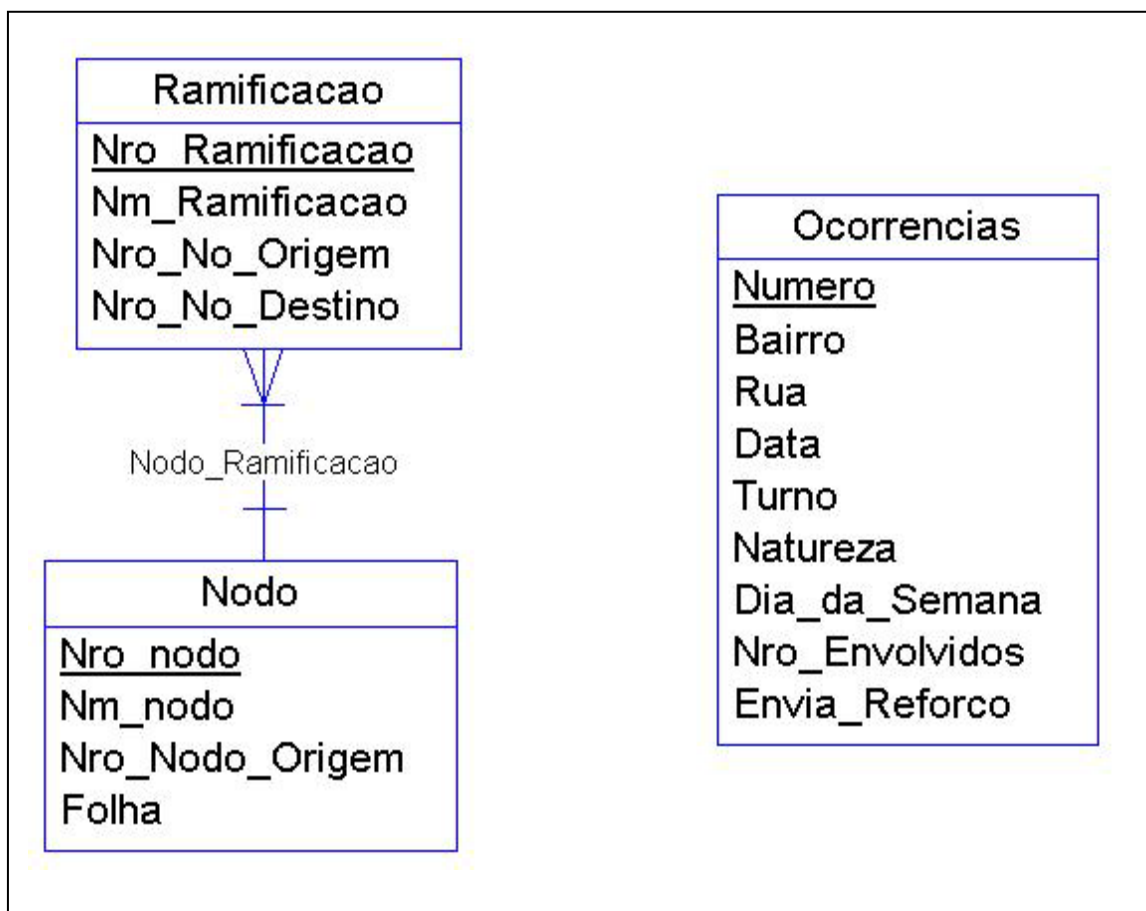 Ramificacao
Nro_Ramificacao
Nm_Ramificacao
Nro_No_Origem
Nro_No_Destino
Nodo_Ramificacao
Nodo
Nro_nodo
Nm_nodo
Nro_Nodo_Origem
Folha
Ocorrencias
Numero
Bairro
Rua
Data
Turno
Natureza
Dia_da_Semana
Nro_Envolvidos
Envia_Reforco